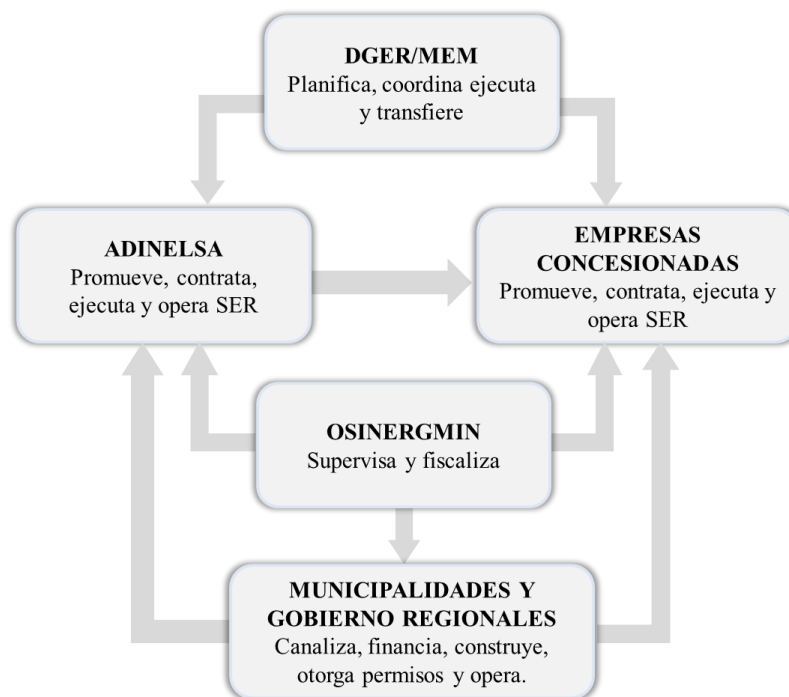 DGER/MEM
Planifica, coordina ejecuta
y transfiere
ADINELSA
Promueve, contrata,
ejecuta y opera SER
EMPRESAS
CONCESIONADAS
Promueve, contrata, ejecuta y
opera SER
OSINERGMIN
Supervisa y fiscaliza
MUNICIPALIDADES Y
GOBIERNO REGIONALES
Canaliza, financia, construye,
otorga permisos y opera.